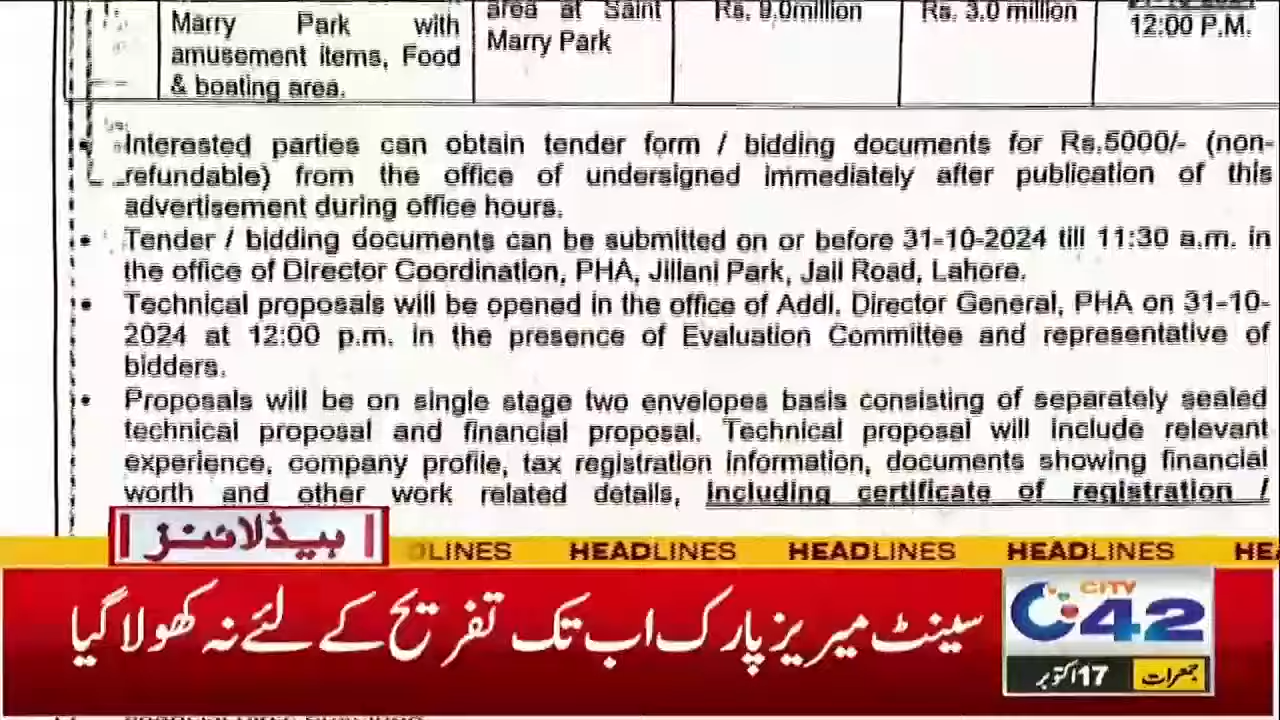 area at Saint Rs. 9.0million Rs. 3.0 million
Marry Park with Marry Park 12:00 P.M.
amusement items, Food
& boating area.
• Interested parties can obtain tender form / bidding documents for Rs.5000/- (non-
refundable) from the office of undersigned immediately after publication of this
advertisement during office hours.
• Tender / bidding documents can be submitted on or before 31-10-2024 till 11:30 a.m. in
the office of Director Coordination, PHA, Jillani Park, Jail Road, Lahore.
• Technical proposals will be opened in the office of Addl. Director General, PHA on 31-10-
2024 at 12:00 p.m. in the presence of Evaluation Committee and representative of
bidders.
• Proposals will be on single stage two envelopes basis consisting of separately sealed
technical proposal and financial proposal. Technical proposal will include relevant
experience, company profile, tax registration information, documents showing financial
worth and other work related details, including certificate of registration /
ہیڈلائنز
LINES HEADLINES HEADLINES HEADLINES HE
سینٹ میریز پارک اب تک تفریح کے لئے نہ کھولا گیا
CITY
42
جمعرات 17 اکتوبر